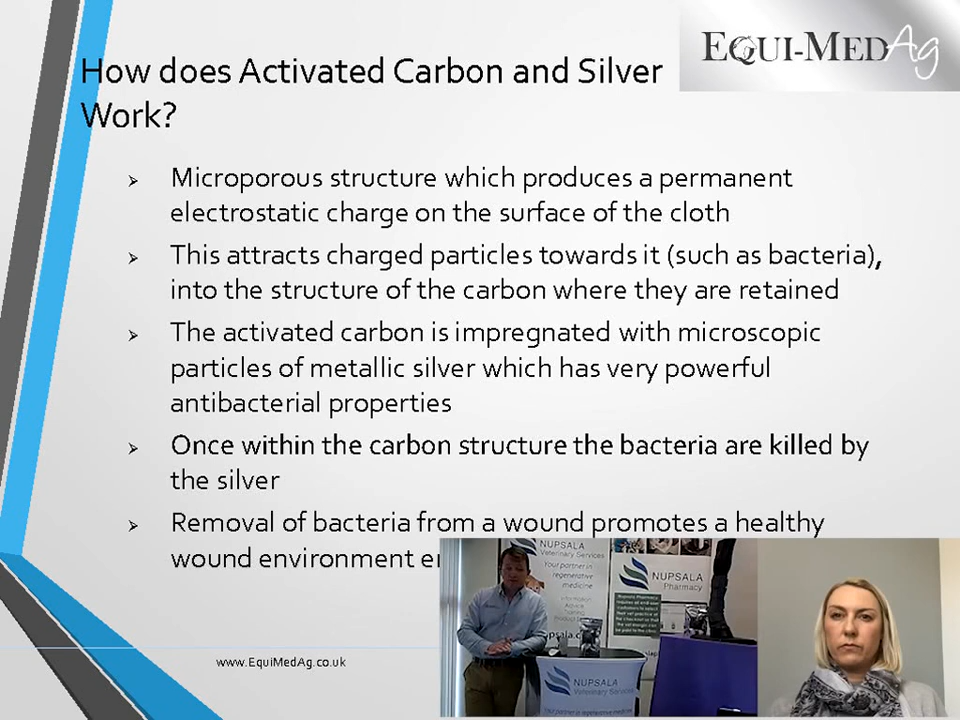 EQUI-MEDAg
How does Activated Carbon and Silver
Work?
Microporous structure which produces a permanent
electrostatic charge on the surface of the cloth
This attracts charged particles towards it (such as bacteria),
into the structure of the carbon where they are retained
The activated carbon is impregnated with microscopic
particles of metallic silver which has very powerful
antibacterial properties
Once within the carbon structure the bacteria are killed by
the silver
Removal of bacteria from a wound promotes a healthy
wound environment
www.EquiMedAg.co.uk
NUPSALA
Veterinary Services
Your partner in
regenerative
medicine
Information
NUPSALA
Pharmacy
NUPSALA
Veterinary Services